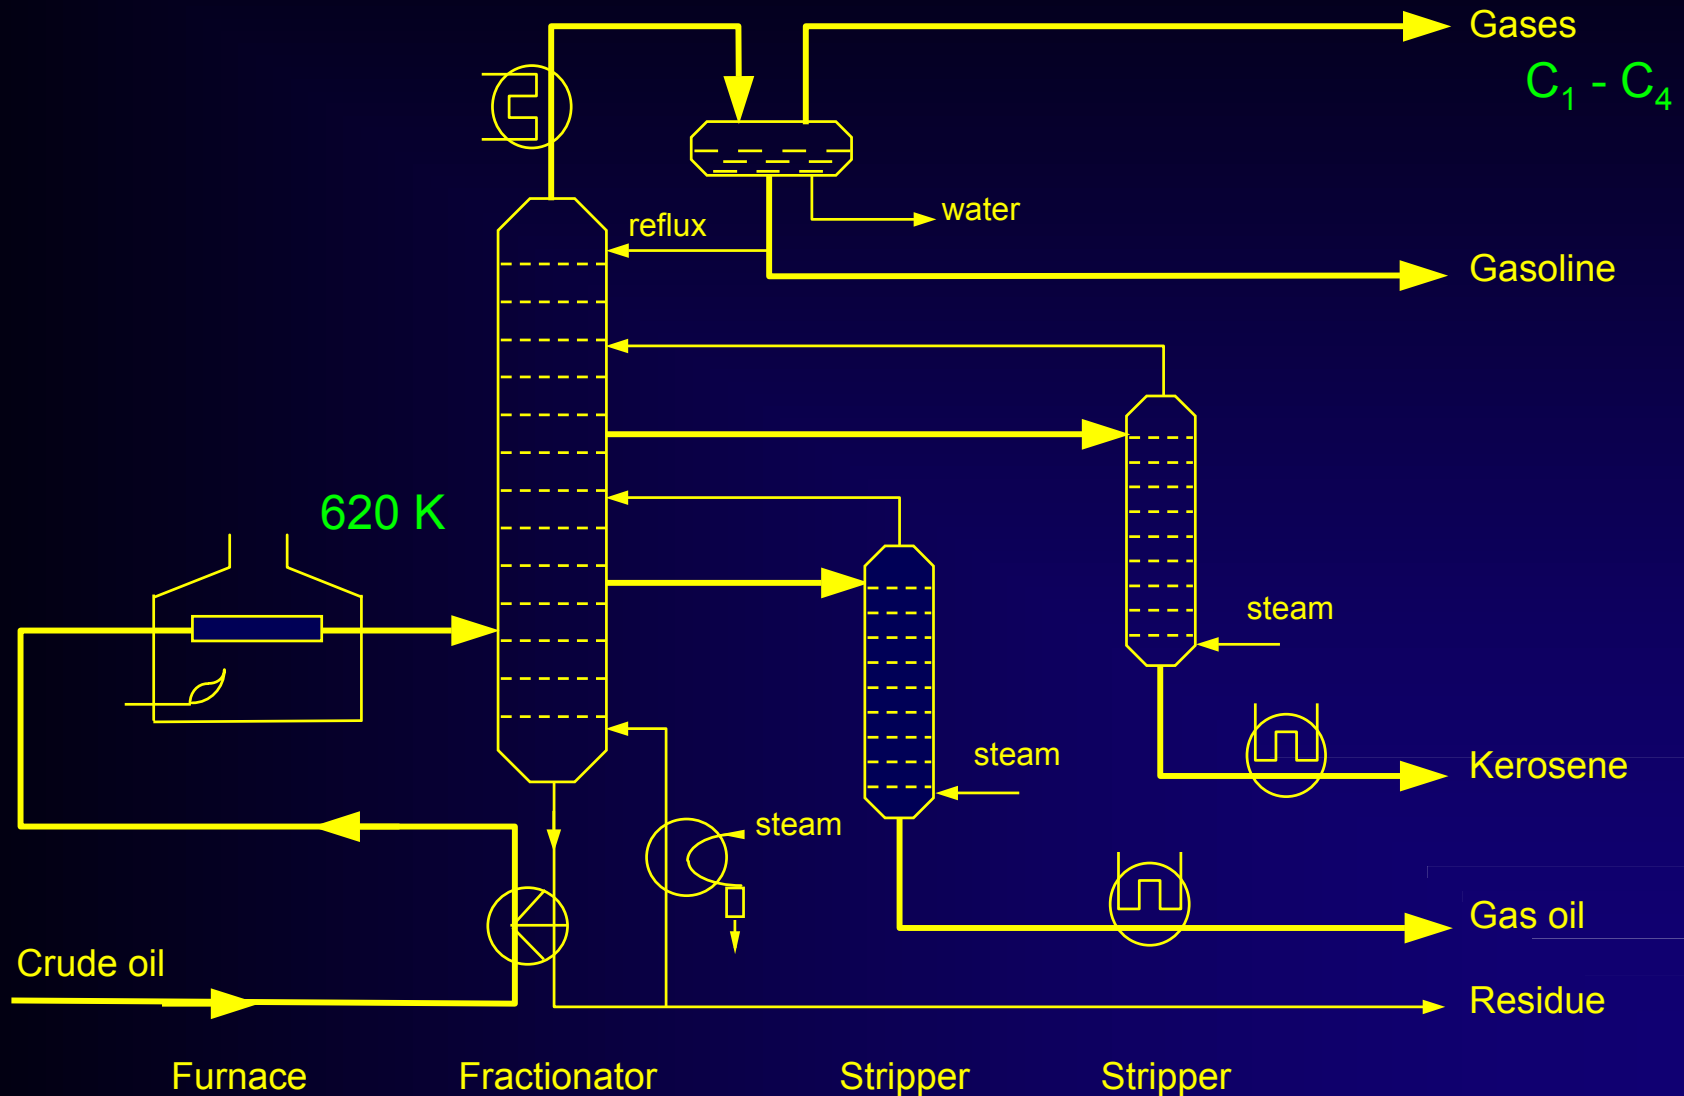 Gases
C₁ - C₄
water
reflux
Gasoline
620 K
steam
steam
Kerosene
steam
Gas oil
Crude oil
Residue
Furnace
Fractionator
Stripper
Stripper